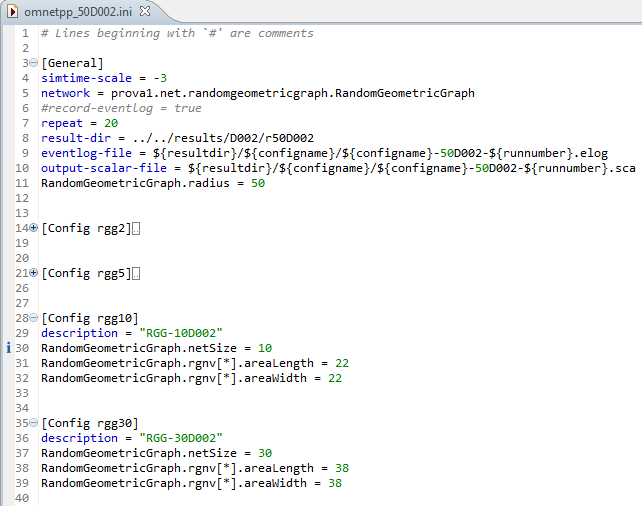 omnetpp_50D002.ini
1 # Lines beginning with `#' are comments
2
3 [General]
4 simtime-scale = -3
5 network = prova1.net.randomgeometricgraph.RandomGeometricGraph
6 #record-eventlog = true
7 repeat = 20
8 result-dir = ../../results/D002/r50D002
9 eventlog-file = ${resultdir}/${configname}/${configname}-50D002-${runnumber}.elog
10 output-scalar-file = ${resultdir}/${configname}/${configname}-50D002-${runnumber}.sca
11 RandomGeometricGraph.radius = 50
12
13
14 [Config rgg2]
19
20
21 [Config rgg5]
26
27
28 [Config rgg10]
29 description = "RGG-10D002"
30 RandomGeometricGraph.netSize = 10
31 RandomGeometricGraph.rgnv[*].areaLength = 22
32 RandomGeometricGraph.rgnv[*].areaWidth = 22
33
34
35 [Config rgg30]
36 description = "RGG-30D002"
37 RandomGeometricGraph.netSize = 30
38 RandomGeometricGraph.rgnv[*].areaLength = 38
39 RandomGeometricGraph.rgnv[*].areaWidth = 38
40